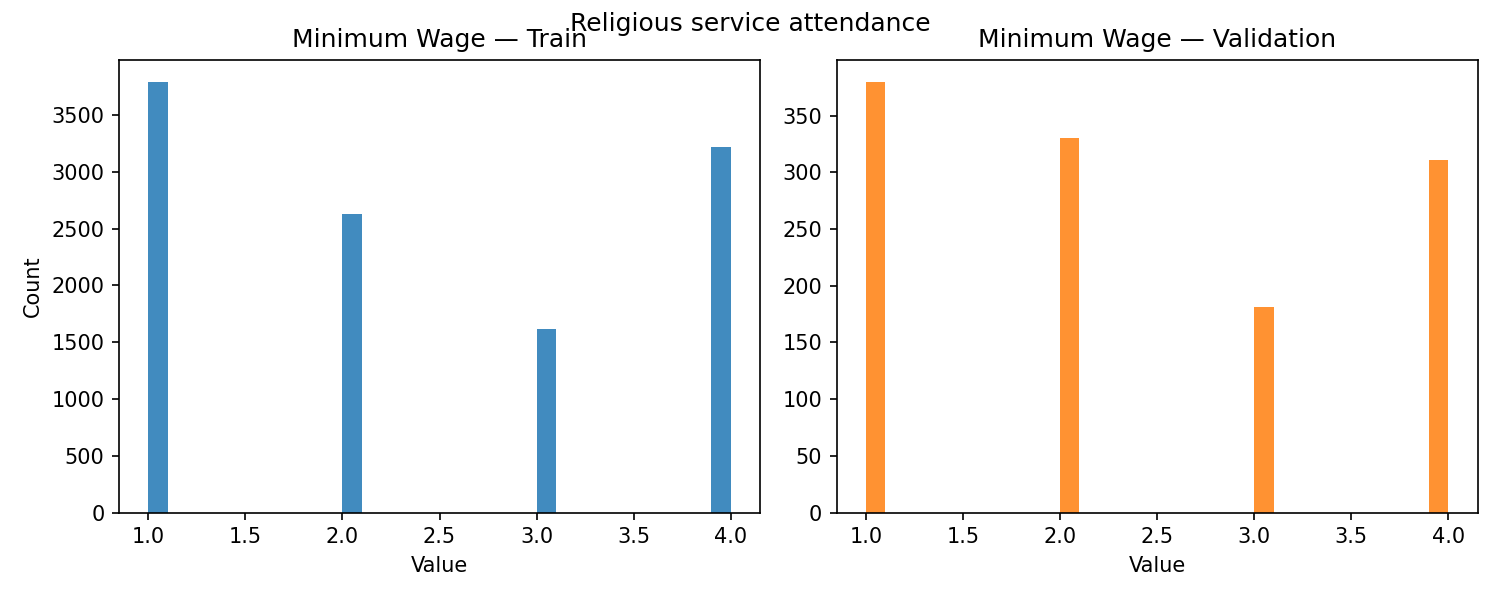 Religious service attendance
Minimum Wage — Train
Count
3500
3000
2500
2000
1500
1000
500
0
1.0 1.5 2.0 2.5 3.0 3.5 4.0
Value
Minimum Wage — Validation
350
300
250
200
150
100
50
0
1.0 1.5 2.0 2.5 3.0 3.5 4.0
Value